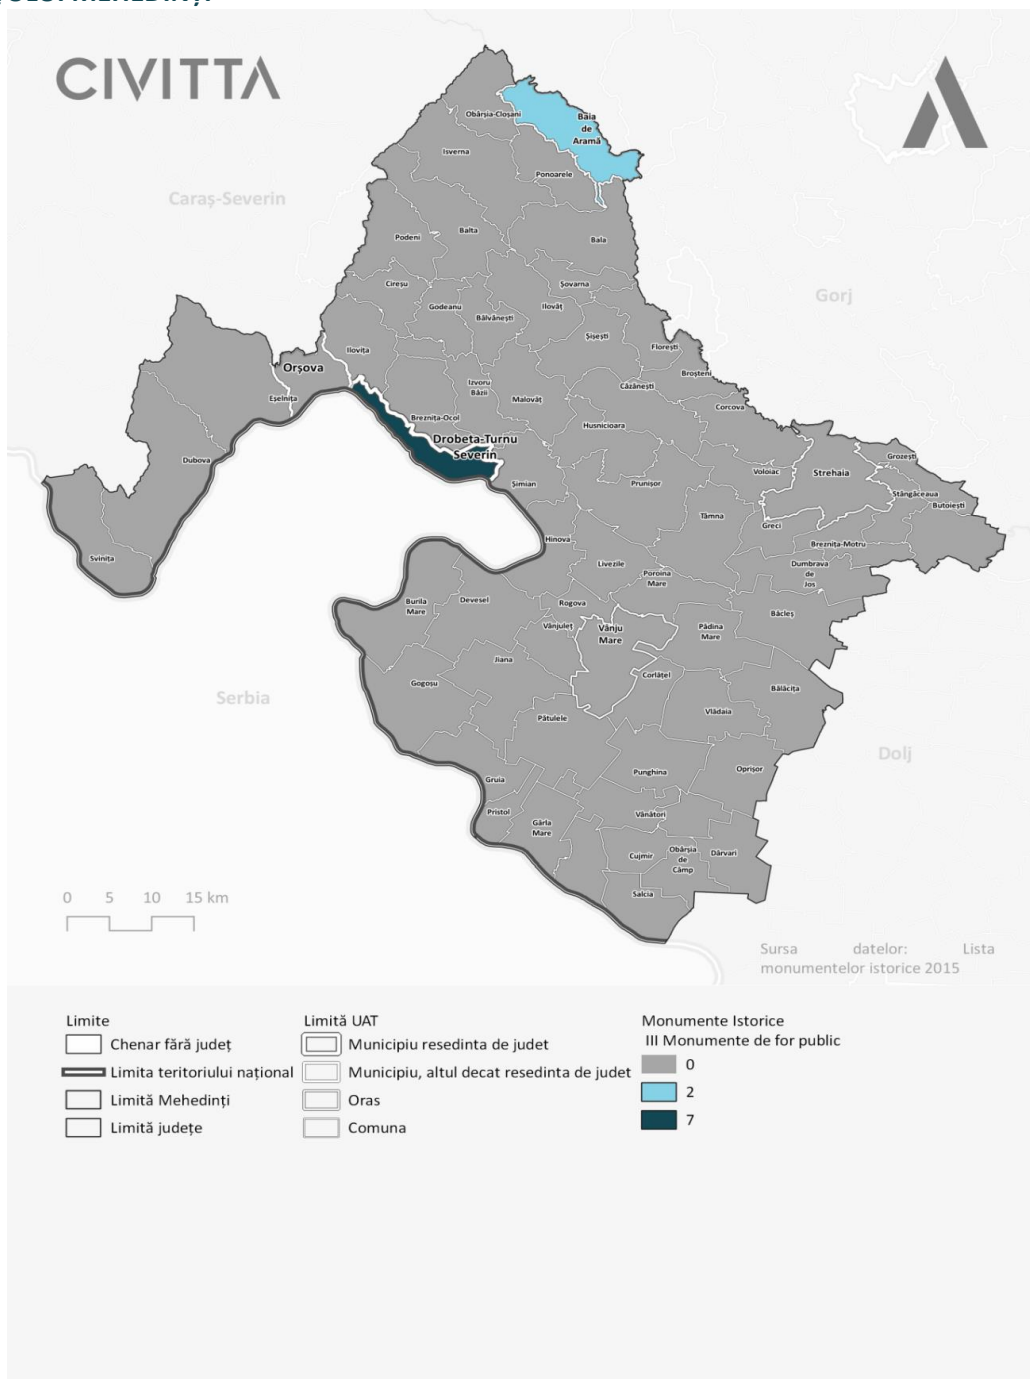 CIVITTA
Obârșia-Cloșani
Baia
de
Aramă
Isverna
Ponoarele
Caraș-Severin
Podeni
Balta
Bala
Cireșu
Șovarna
Gorj
Godeanu
Ilovăț
Bâlvănești
Șișești
Ilovița
Florești
Orșova
Broșteni
Izvoru
Bâzii
Căzănești
Eșelnița
Malovăț
Corcova
Breznița-Ocol
Husnicioara
Drobeta-Turnu
Severin
Dubova
Grozești
Voloiac
Strehaia
Șimian
Prunișor
Stângăceaua
Butoiești
Tâmna
Greci
Hinova
Breznița-Motru
Svinița
Livezile
Dumbrava
de
Jos
Poroina
Mare
Burila
Mare
Devesel
Rogova
Bâcleș
Vânjuleț
Vânju
Mare
Pădina
Mare
Jiana
Corlățel
Gogoșu
Bălăcița
Serbia
Vlădaia
Pătulele
Dolj
Punghina
Oprișor
Gruia
Pristol
Vânători
Gârla
Mare
Cujmir
Obârșia
de
Câmp
Dârvari
Salcia
0 5 10 15 km
Sursa datelor: Lista
monumentelor istorice 2015
Limite
Chenar fără județ
Limita teritoriului național
Limită Mehedinți
Limită județe
Limită UAT
Municipiu resedinta de judet
Municipiu, altul decat resedinta de judet
Oras
Comuna
Monumente Istorice
III Monumente de for public
0
2
7